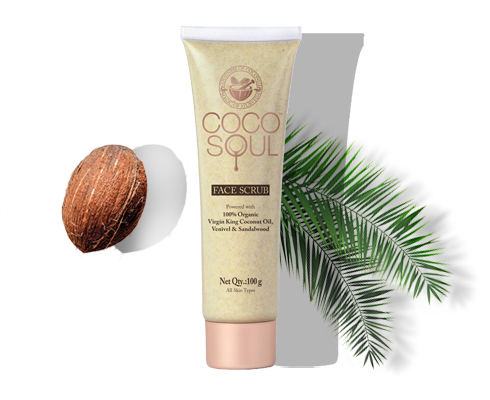 COCO
SOUL
FACE SCRUB
Powered with
100% Organic
Virgin King Coconut Oil,
Venivel & Sandalwood
Net Qty.:100 g
All Skin Types